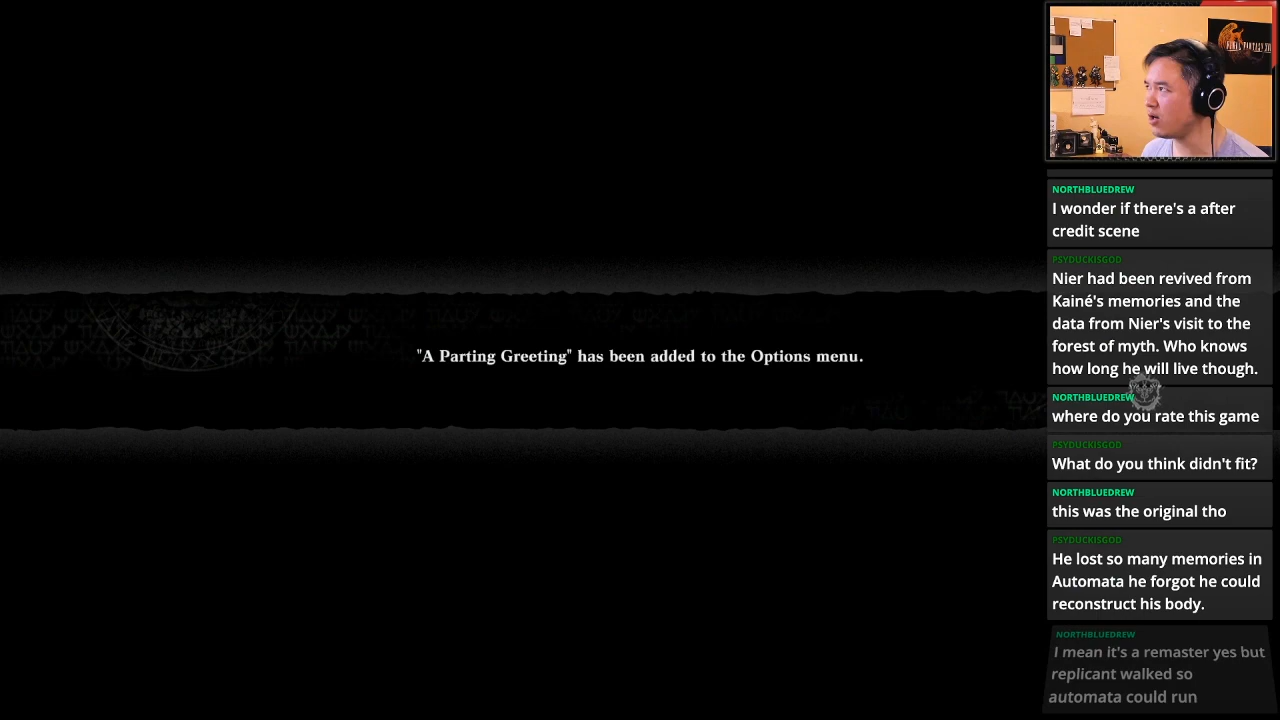 FINAL FANTASY XVI
NORTHBLUEDREW
I wonder if there's a after
credit scene
PSYDUCKISGOD
Nier had been revived from
Kainé's memories and the
data from Nier's visit to the
forest of myth. Who knows
how long he will live though.
"A Parting Greeting" has been added to the Options menu.
NORTHBLUEDREW
where do you rate this game
PSYDUCKISGOD
What do you think didn't fit?
NORTHBLUEDREW
this was the original tho
PSYDUCKISGOD
He lost so many memories in
Automata he forgot he could
reconstruct his body.
NORTHBLUEDREW
I mean it's a remaster yes but
replicant walked so
automata could run